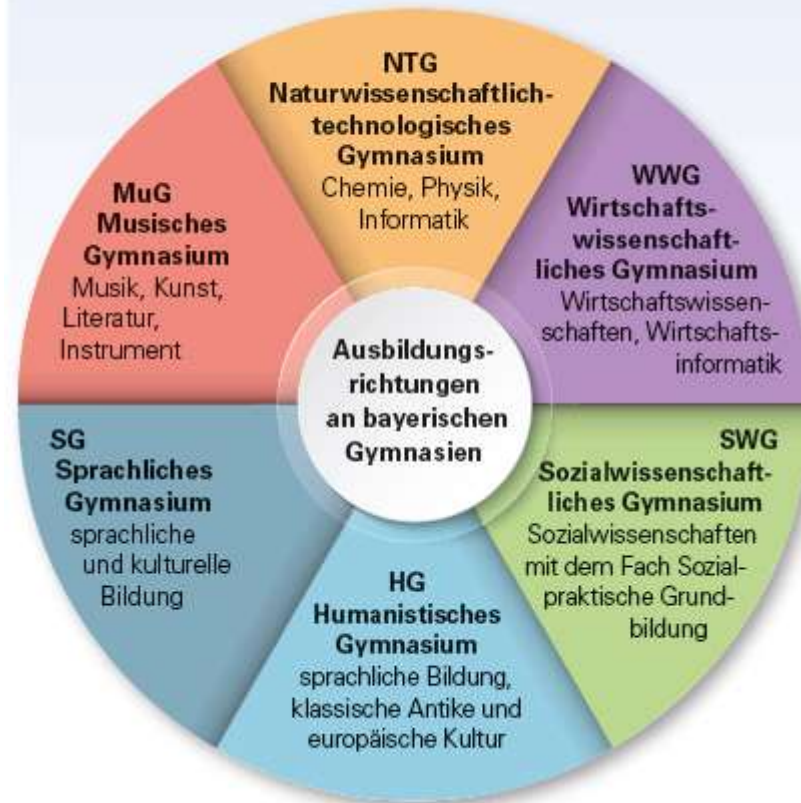 NTG
Naturwissenschaftlich-
technologisches
Gymnasium
Chemie, Physik,
Informatik
WWG
Wirtschafts-
wissenschaft-
liches Gymnasium
Wirtschaftswissen-
schaften, Wirtschafts-
informatik
SWG
Sozialwissenschaft-
liches Gymnasium
Sozialwissenschaften
mit dem Fach Sozial-
praktische Grund-
bildung
HG
Humanistisches
Gymnasium
sprachliche Bildung,
klassische Antike und
europäische Kultur
SG
Sprachliches
Gymnasium
sprachliche
und kulturelle
Bildung
MuG
Musisches
Gymnasium
Musik, Kunst,
Literatur,
Instrument
Ausbildungs-
richtungen
an bayerischen
Gymnasien